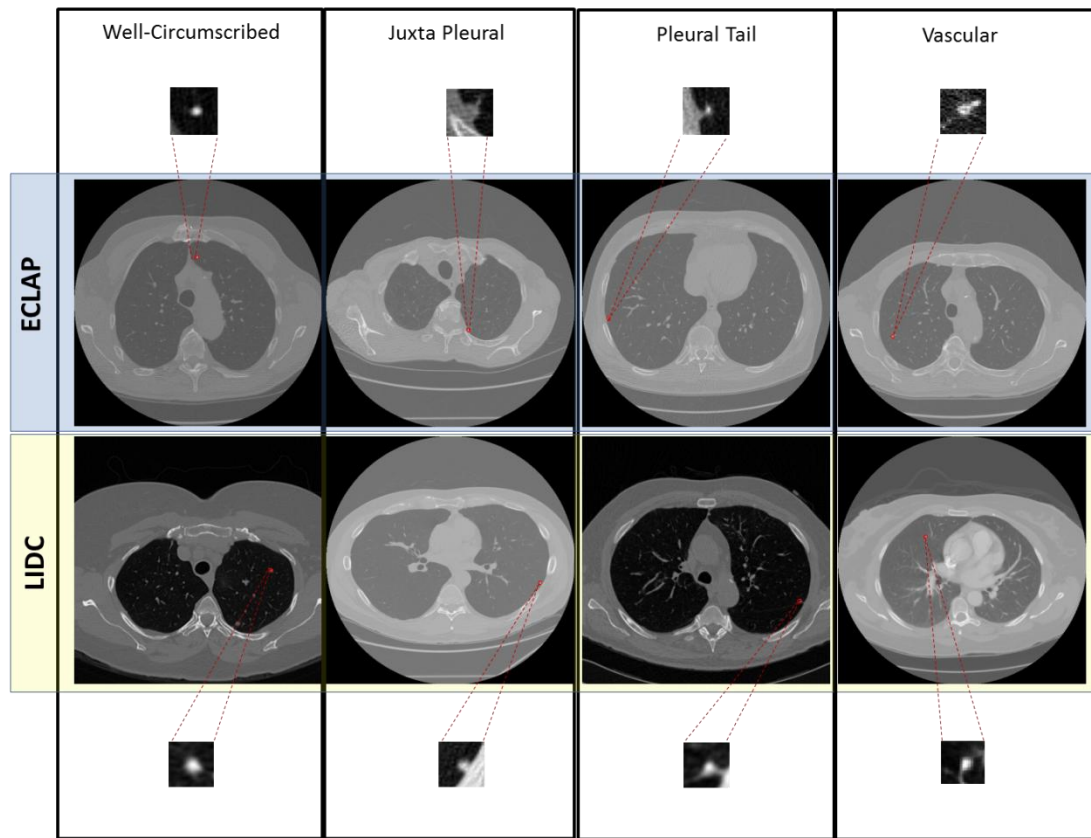 Well-Circumscribed
Juxta Pleural
Pleural Tail
Vascular
ECLAP
LIDC